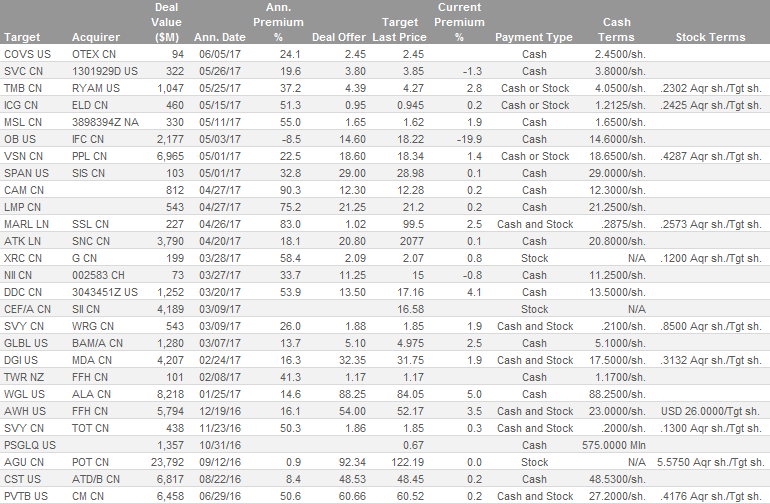 Deal Ann. Current
Value Premium Target Premium Cash
Target Acquirer ($M) Ann. Date % Deal Offer Last Price % Payment Type Terms Stock Terms
COVS US OTEX CN 94 06/05/17 24.1 2.45 2.45 Cash 2.4500/sh.
SVC CN 1301929D US 322 05/26/17 19.6 3.80 3.85 -1.3 Cash 3.8000/sh.
TMB CN RYAM US 1,047 05/25/17 37.2 4.39 4.27 2.8 Cash or Stock 4.0500/sh. .2302 Aqr sh./Tgt sh.
ICG CN ELD CN 460 05/15/17 51.3 0.95 0.945 0.2 Cash or Stock 1.2125/sh. .2425 Aqr sh./Tgt sh.
MSL CN 3898394Z NA 330 05/11/17 55.0 1.65 1.62 1.9 Cash 1.6500/sh.
OB US IFC CN 2,177 05/03/17 -8.5 14.60 18.22 -19.9 Cash 14.6000/sh.
VSN CN PPL CN 6,965 05/01/17 22.5 18.60 18.34 1.4 Cash or Stock 18.6500/sh. .4287 Aqr sh./Tgt sh.
SPAN US SIS CN 103 05/01/17 32.8 29.00 28.98 0.1 Cash 29.0000/sh.
CAM CN 812 04/27/17 90.3 12.30 12.28 0.2 Cash 12.3000/sh.
LMP CN 543 04/27/17 75.2 21.25 21.2 0.2 Cash 21.2500/sh.
MARL LN SSL CN 227 04/26/17 83.0 1.02 99.5 2.5 Cash and Stock .2875/sh. .2573 Aqr sh./Tgt sh.
ATK LN SNC CN 3,790 04/20/17 18.1 20.80 2077 0.1 Cash 20.8000/sh.
XRC CN G CN 199 03/28/17 58.4 2.09 2.07 0.8 Stock N/A .1200 Aqr sh./Tgt sh.
NII CN 002583 CH 73 03/27/17 33.7 11.25 15 -0.8 Cash 11.2500/sh.
DDC CN 3043451Z US 1,252 03/20/17 53.9 13.50 17.16 4.1 Cash 13.5000/sh.
CEF/A CN SII CN 4,189 03/09/17 16.58 Stock N/A
SVY CN WRG CN 543 03/09/17 26.0 1.88 1.85 1.9 Cash and Stock .2100/sh. .8500 Aqr sh./Tgt sh.
GLBL US BAM/A CN 1,280 03/07/17 13.7 5.10 4.975 2.5 Cash 5.1000/sh.
DGI US MDA CN 4,207 02/24/17 16.3 32.35 31.75 1.9 Cash and Stock 17.5000/sh. .3132 Aqr sh./Tgt sh.
TWR NZ FFH CN 101 02/08/17 41.3 1.17 1.17 Cash 1.1700/sh.
WGL US ALA CN 8,218 01/25/17 14.6 88.25 84.05 5.0 Cash 88.2500/sh.
AWH US FFH CN 5,794 12/19/16 16.1 54.00 52.17 3.5 Cash and Stock 23.0000/sh. USD 26.0000/Tgt sh.
SVY CN TOT CN 438 11/23/16 50.3 1.86 1.85 0.3 Cash and Stock .2000/sh. .1300 Aqr sh./Tgt sh.
PSGLQ US 1,357 10/31/16 0.67 Cash 575.0000 Mln
AGU CN POT CN 23,792 09/12/16 0.9 92.34 122.19 0.0 Stock N/A 5.5750 Aqr sh./Tgt sh.
CST US ATD/B CN 6,817 08/22/16 8.4 48.53 48.45 0.2 Cash 48.5300/sh.
PVTB US CM CN 6,458 06/29/16 50.6 60.66 60.52 0.2 Cash and Stock 27.2000/sh. .4176 Aqr sh./Tgt sh.